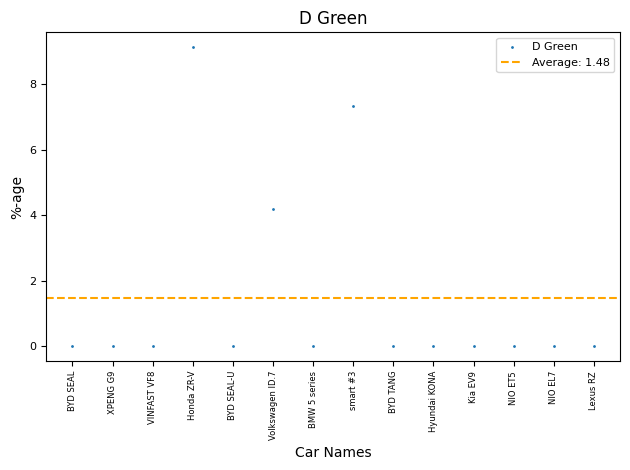 D Green
D Green
Average: 1.48
%-age
8
6
4
2
0
BYD SEAL
XPENG G9
VINFAST VF8
Honda ZR-V
BYD SEAL-U
Volkswagen ID.7
BMW 5 series
smart #3
BYD TANG
Hyundai KONA
Kia EV9
NIO ET5
NIO EL7
Lexus RZ
Car Names